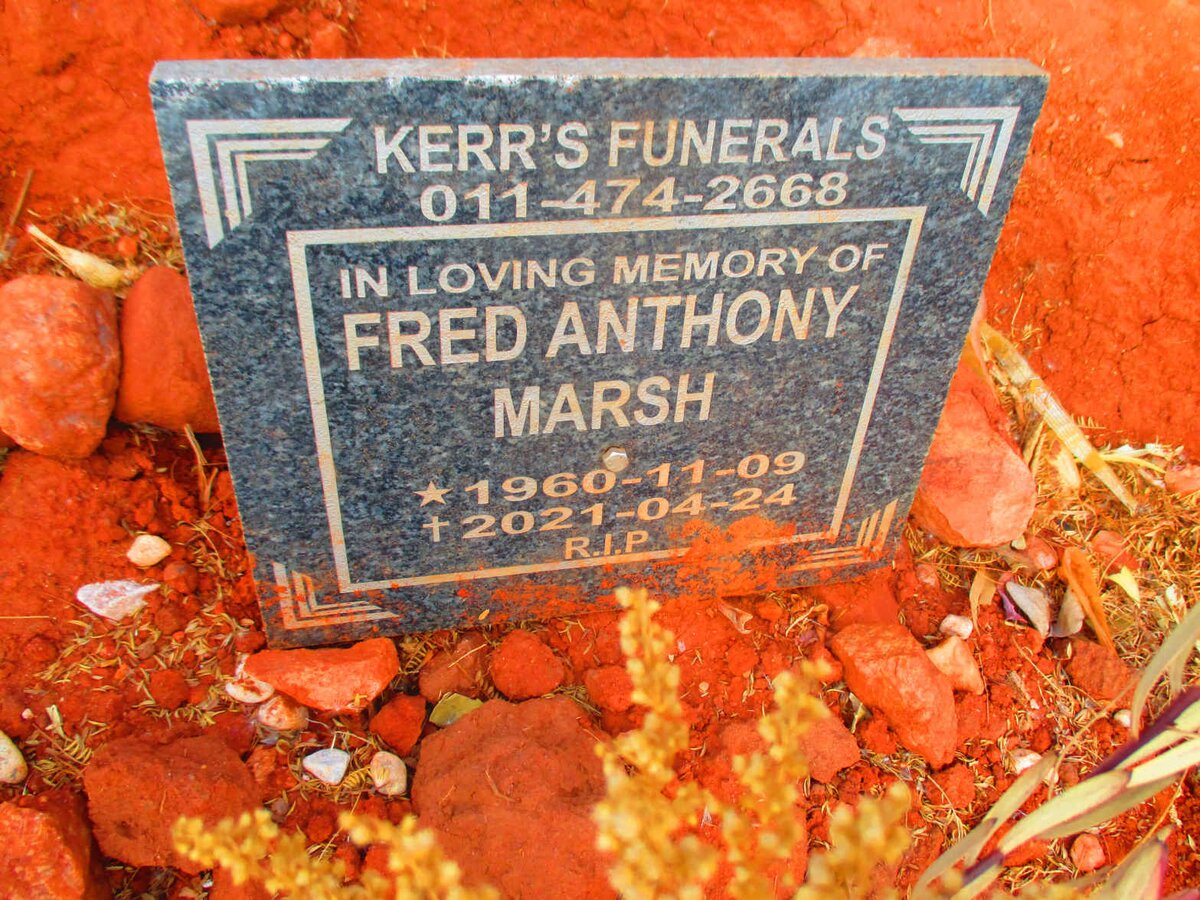 KERR'S FUNERALS
011-474-2668
IN LOVING MEMORY OF
FRED ANTHONY
MARSH
★1960-11-09
✝2021-04-24
R.I.P